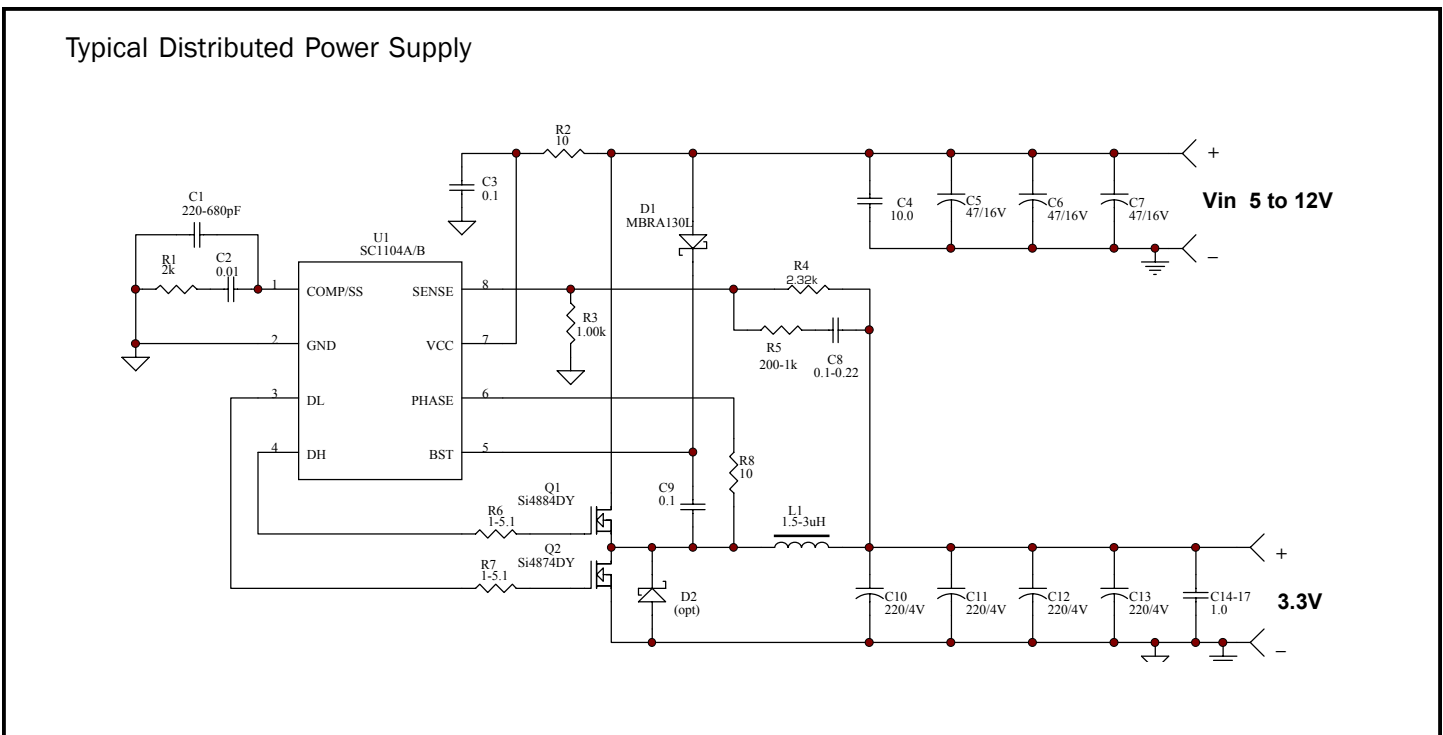 Typical Distributed Power Supply
R2
10
C3
0.1
+
C1
220-680pF
D1
MBRA130L
C4
10.0
C5
47/16V
C6
47/16V
C7
47/16V
Vin 5 to 12V
U1
SC1104A/B
R1
2k
C2
0.01
_
R4
2.32k
1
COMP/SS
SENSE
8
R3
1.00k
R5
200-1k
C8
0.1-0.22
2
GND
VCC
7
3
DL
PHASE
6
4
DH
BST
5
R8
10
Q1
Si4884DY
C9
0.1
R6
1-5.1
L1
1.5-3uH
Q2
Si4874DY
+
R7
1-5.1
D2
(opt)
C10
220/4V
C11
220/4V
C12
220/4V
C13
220/4V
C14-17
1.0
3.3V
_